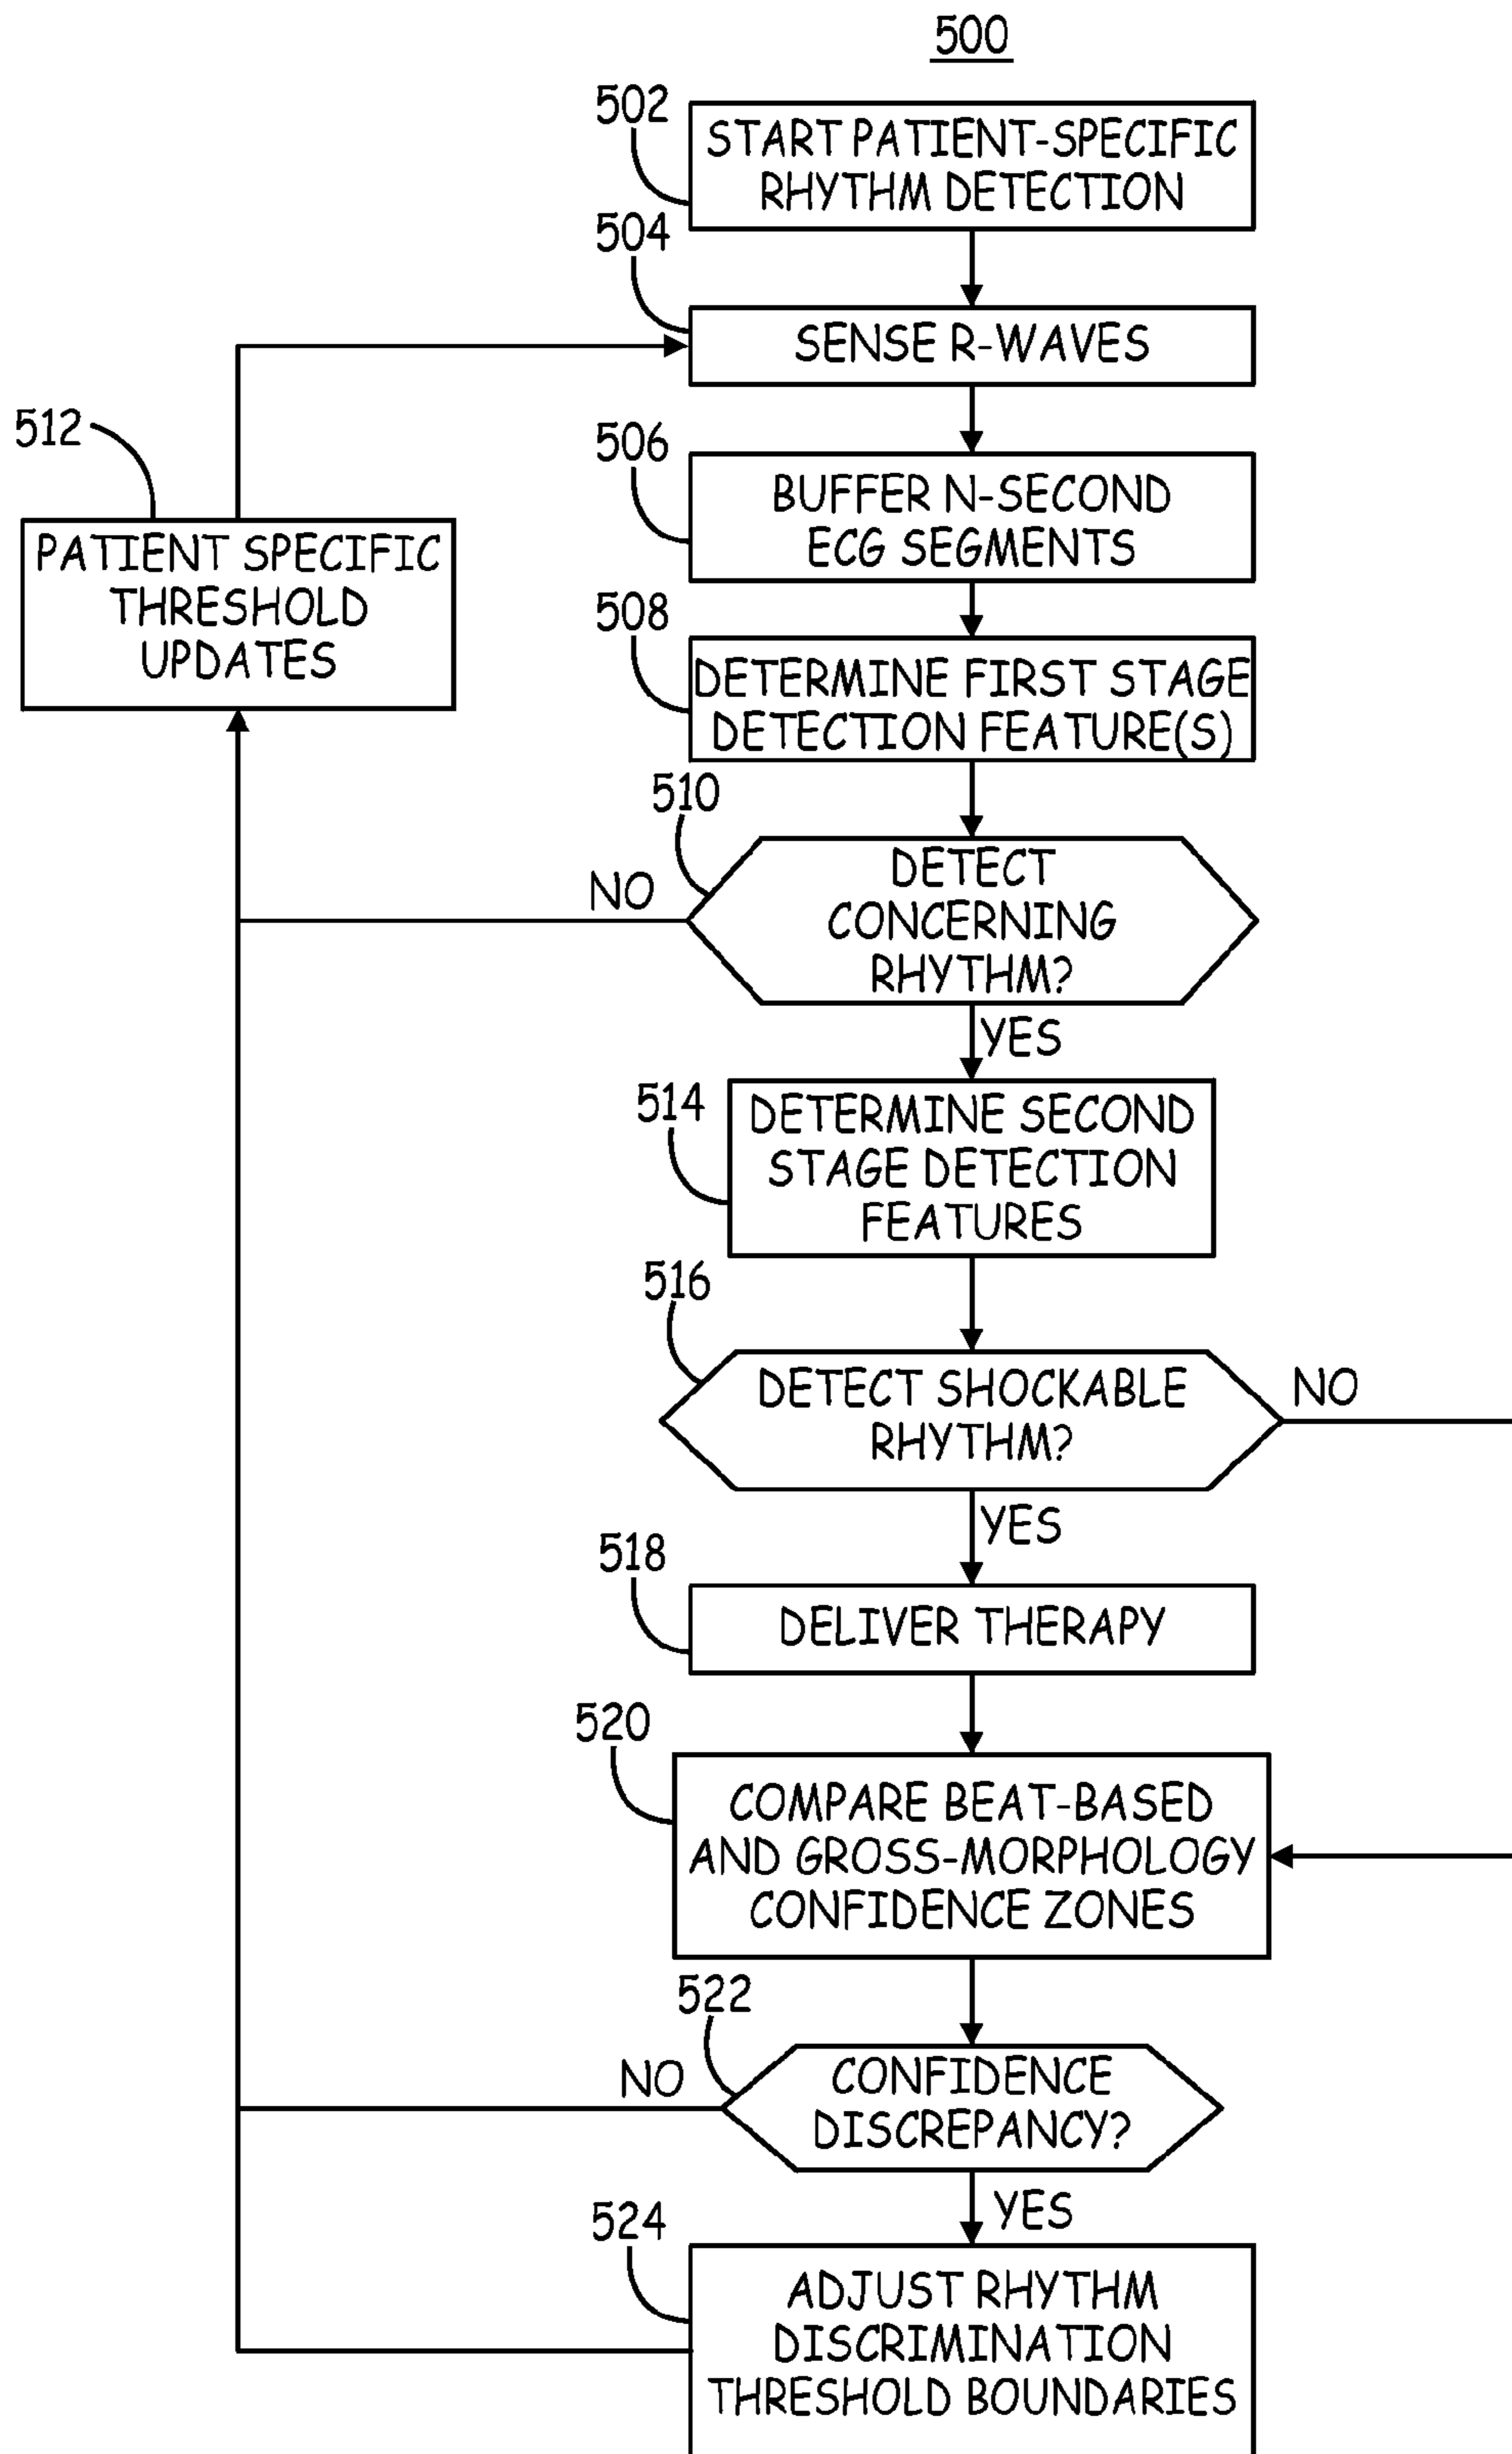 500
502
START PATIENT-SPECIFIC
RHYTHM DETECTION
504
SENSE R-WAVES
512
PATIENT SPECIFIC
THRESHOLD
UPDATES
506
BUFFER N-SECOND
ECG SEGMENTS
508
DETERMINE FIRST STAGE
DETECTION FEATURE(S)
510
DETECT
CONCERNING
RHYTHM?
NO
YES
514
DETERMINE SECOND
STAGE DETECTION
FEATURES
516
DETECT SHOCKABLE
RHYTHM?
NO
YES
518
DELIVER THERAPY
520
COMPARE BEAT-BASED
AND GROSS-MORPHOLOGY
CONFIDENCE ZONES
522
CONFIDENCE
DISCREPANCY?
NO
YES
524
ADJUST RHYTHM
DISCRIMINATION
THRESHOLD BOUNDARIES